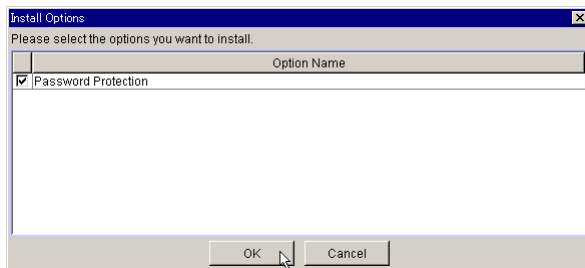 Install Options
Please select the options you want to install.
Option Name
Password Protection
OK Cancel